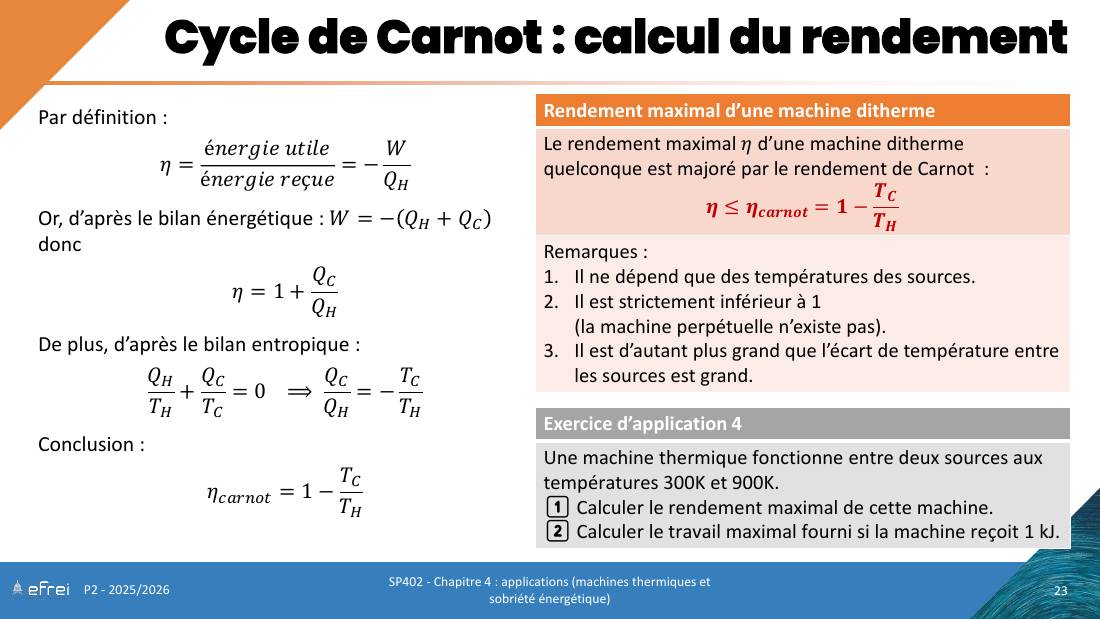 Cycle de Carnot : calcul du rendement
Par définition :
η = énergie utile / énergie reçue = − W / Q_H
Or, d’après le bilan énergétique : W = −(Q_H + Q_C)
donc
η = 1 + Q_C / Q_H
De plus, d’après le bilan entropique :
Q_H / T_H + Q_C / T_C = 0 ⟹ Q_C / Q_H = − T_C / T_H
Conclusion :
η_carnot = 1 − T_C / T_H
Rendement maximal d’une machine ditherme
Le rendement maximal η d’une machine ditherme
quelconque est majoré par le rendement de Carnot :
η ≤ η_carnot = 1 − T_C / T_H
Remarques :
1. Il ne dépend que des températures des sources.
2. Il est strictement inférieur à 1
(la machine perpétuelle n’existe pas).
3. Il est d’autant plus grand que l’écart de température entre
les sources est grand.
Exercice d’application 4
Une machine thermique fonctionne entre deux sources aux
températures 300K et 900K.
1 Calculer le rendement maximal de cette machine.
2 Calculer le travail maximal fourni si la machine reçoit 1 kJ.
efrei P2 - 2025/2026
SP402 - Chapitre 4 : applications (machines thermiques et
sobriété énergétique)
23